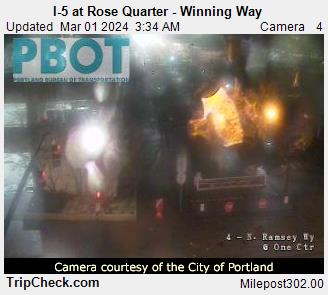 I-5 at Rose Quarter - Winning Way
Updated Mar 01 2024 3:34 AM Camera 4
PBOT
PORTLAND BUREAU OF TRANSPORTATION
4 - N. Ramsey Wy
@ One Ctr
Camera courtesy of the City of Portland
TripCheck.com Milepost302.00